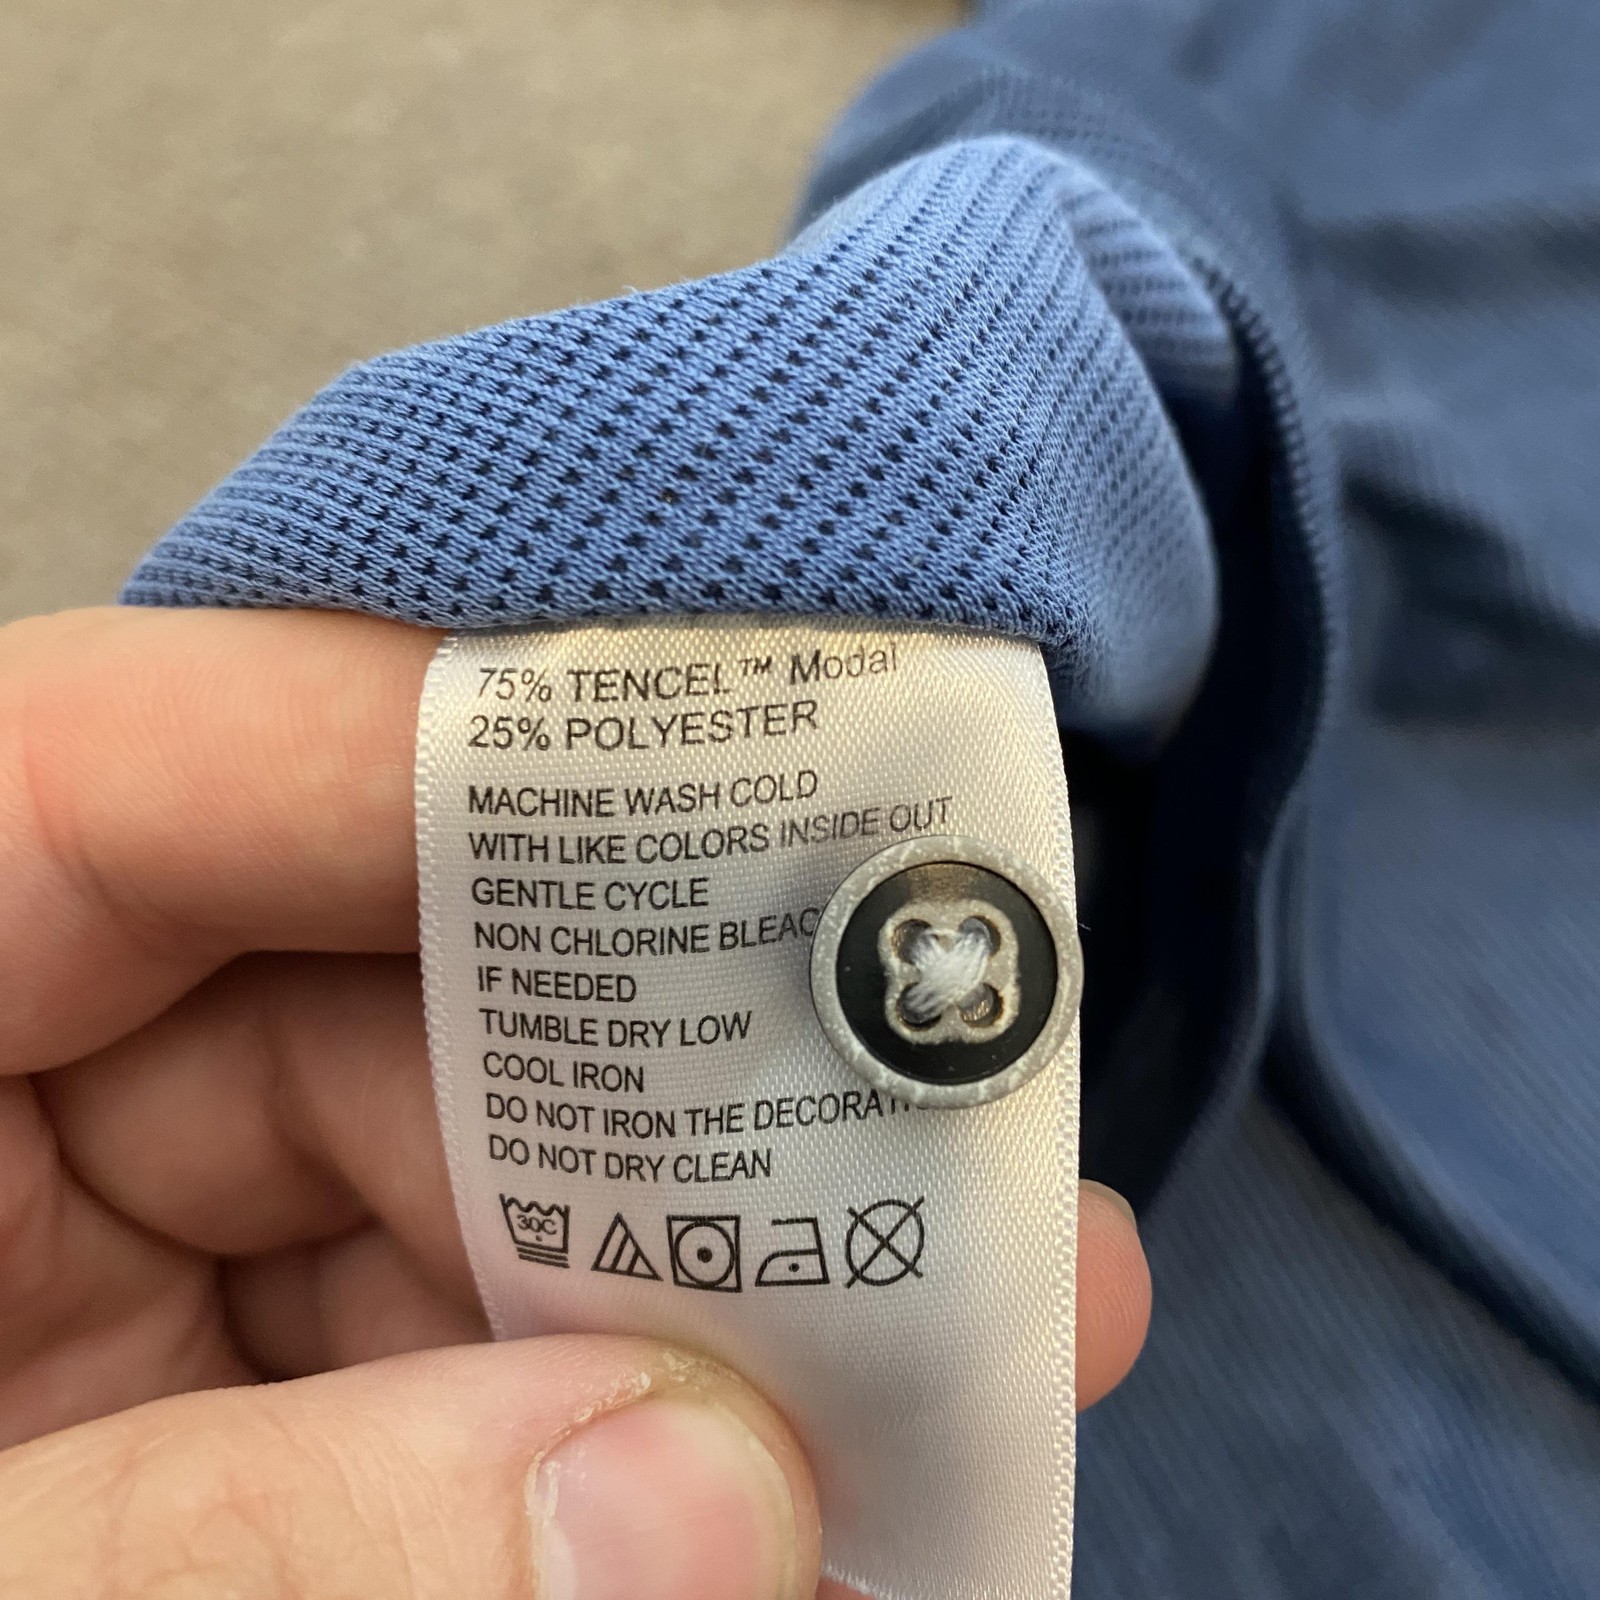 75% TENCEL™ Modal
25% POLYESTER
MACHINE WASH COLD
WITH LIKE COLORS INSIDE OUT
GENTLE CYCLE
NON CHLORINE
IF NEEDED
TUMBLE DRY LOW
COOL IRON
DO NOT IRON THE
DO NOT DRY CLEAN
30C